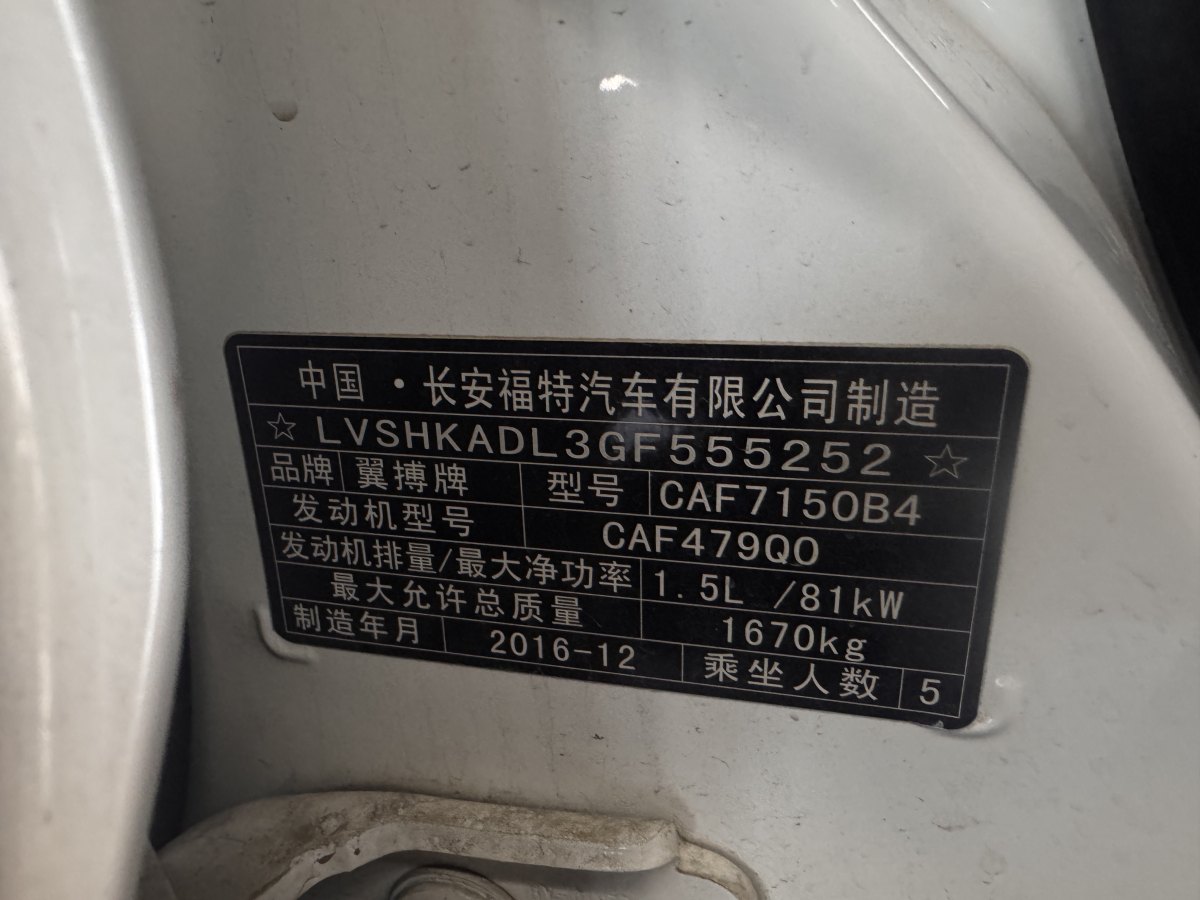 中国·长安福特汽车有限公司制造
☆LVSHKADL3GF555252☆
品牌 翼搏牌 型号 CAF7150B4
发动机型号 CAF479Q0
发动机排量/最大净功率 1.5L /81kW
最大允许总质量 1670kg
制造年月 2016-12 乘坐人数 5